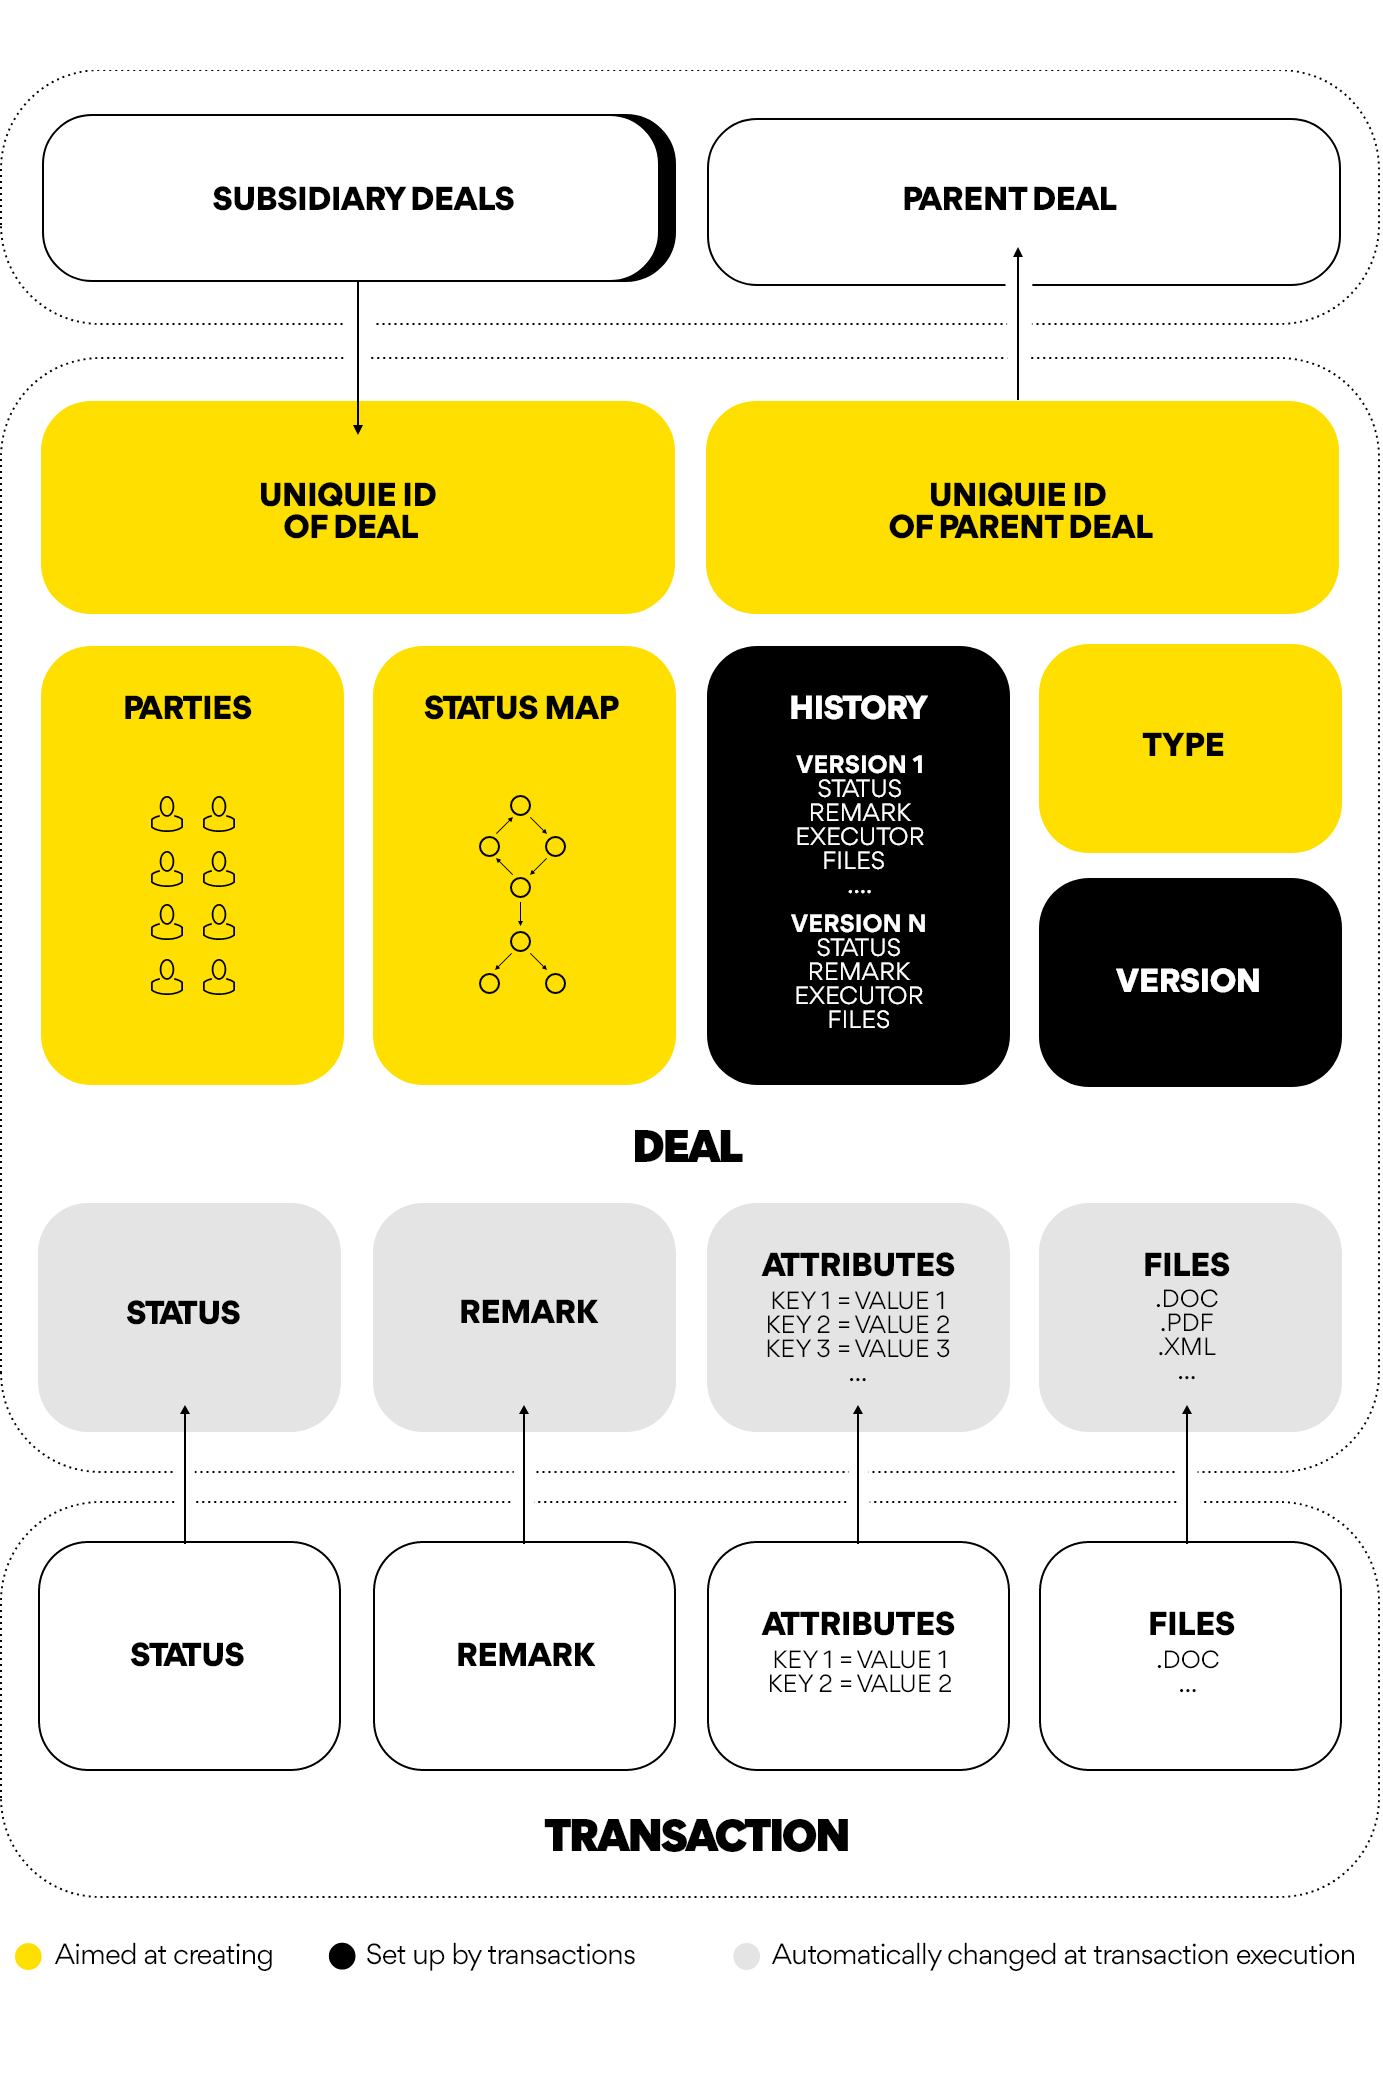 SUBSIDIARY DEALS
PARENT DEAL
UNIQUIE ID
OF DEAL
UNIQUIE ID
OF PARENT DEAL
PARTIES
STATUS MAP
HISTORY
VERSION 1
STATUS
REMARK
EXECUTOR
FILES
....
VERSION N
STATUS
REMARK
EXECUTOR
FILES
TYPE
VERSION
DEAL
STATUS
REMARK
ATTRIBUTES
KEY 1 = VALUE 1
KEY 2 = VALUE 2
KEY 3 = VALUE 3
...
FILES
.DOC
.PDF
.XML
...
STATUS
REMARK
ATTRIBUTES
KEY 1 = VALUE 1
KEY 2 = VALUE 2
FILES
.DOC
...
TRANSACTION
Aimed at creating
Set up by transactions
Automatically changed at transaction execution